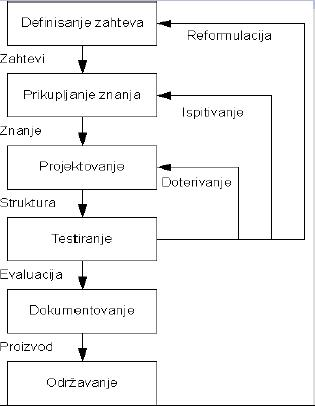 Definisanje zahteva
Reformulacija
Zahtevi
Prikupljanje znanja
Ispitivanje
Znanje
Projektovanje
Doterivanje
Struktura
Testiranje
Evaluacija
Dokumentovanje
Proizvod
Održavanje